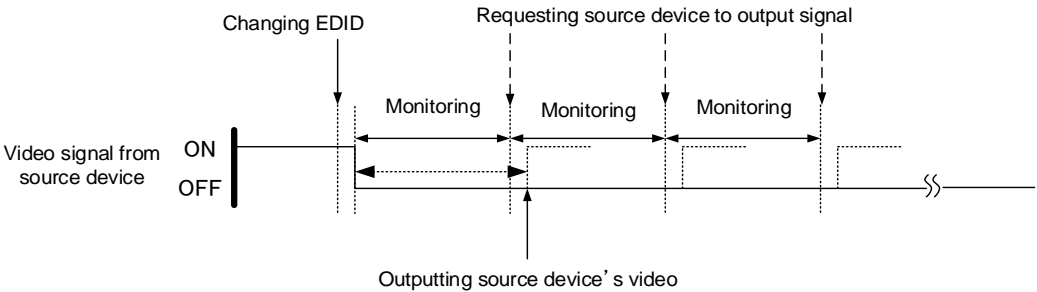 Requesting source device to output signal
Changing EDID
Monitoring
Monitoring
Monitoring
Video signal from
source device
ON
OFF
Outputting source device’s video